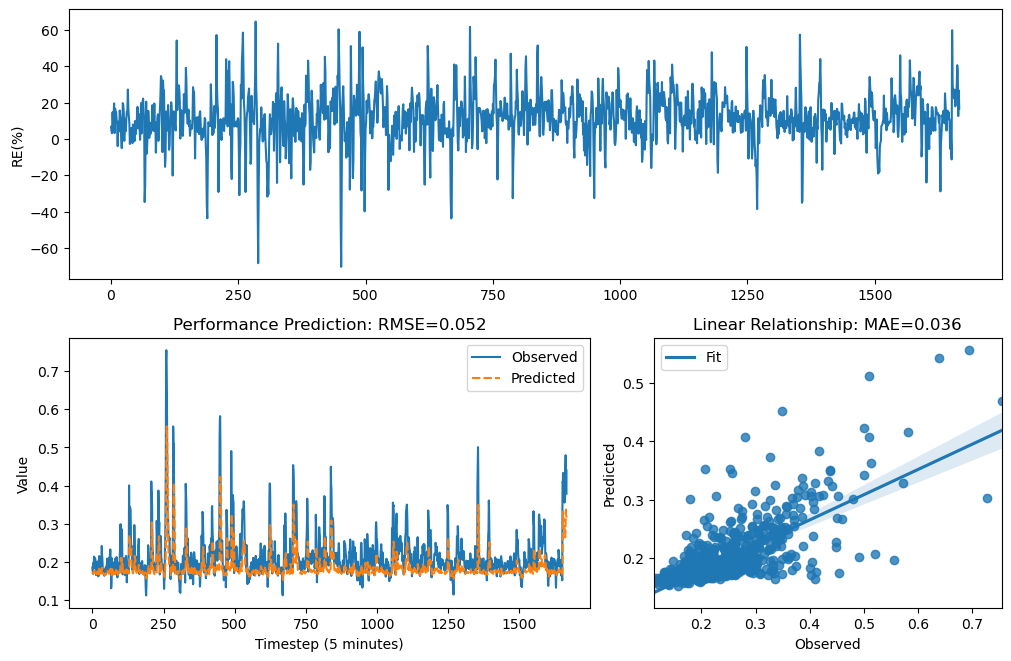 RE(%)
60
40
20
0
−20
−40
−60
0 250 500 750 1000 1250 1500
Performance Prediction: RMSE=0.052
Value
0.7
0.6
0.5
0.4
0.3
0.2
0.1
Observed
Predicted
0 250 500 750 1000 1250 1500
Timestep (5 minutes)
Linear Relationship: MAE=0.036
Fit
Predicted
0.5
0.4
0.3
0.2
0.2 0.3 0.4 0.5 0.6 0.7
Observed